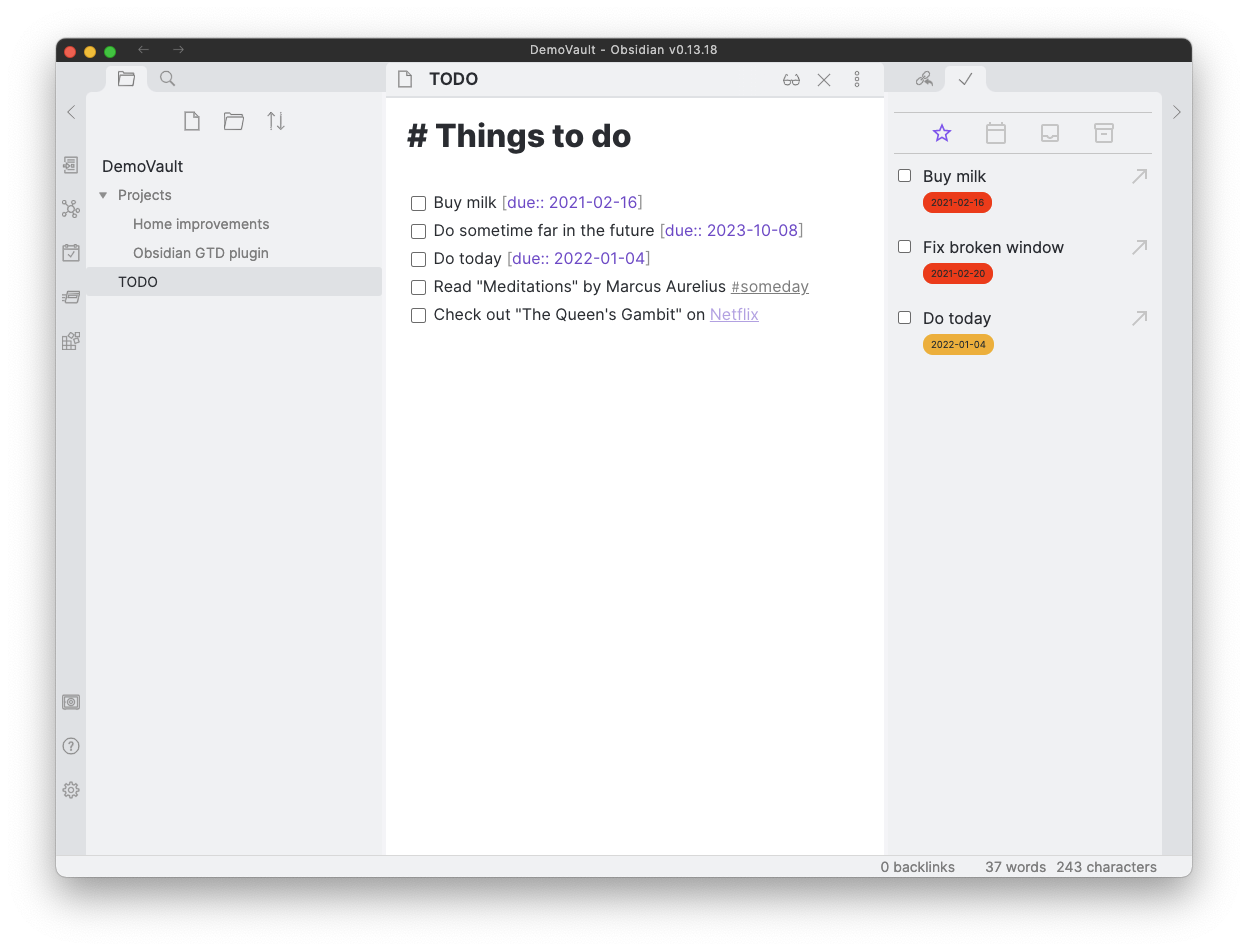 DemoVault - Obsidian v0.13.18
TODO
DemoVault
Projects
Home improvements
Obsidian GTD plugin
TODO
# Things to do
Buy milk [due:: 2021-02-16]
Do sometime far in the future [due:: 2023-10-08]
Do today [due:: 2022-01-04]
Read "Meditations" by Marcus Aurelius #someday
Check out "The Queen's Gambit" on Netflix
Buy milk
2021-02-16
Fix broken window
2021-02-20
Do today
2022-01-04
0 backlinks 37 words 243 characters